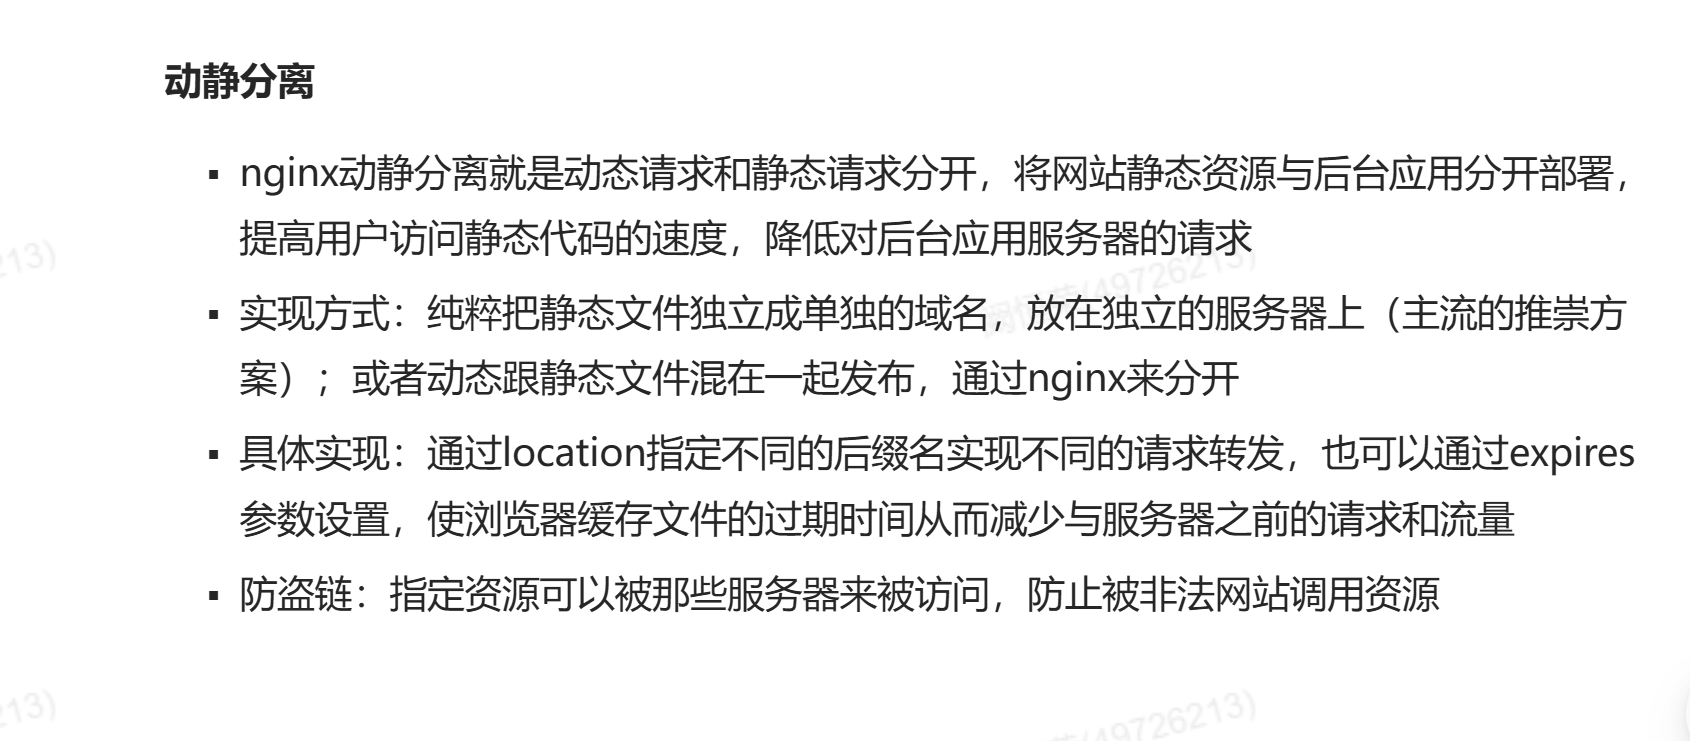 动静分离
▪ nginx动静分离就是动态请求和静态请求分开，将网站静态资源与后台应用分开部署，
提高用户访问静态代码的速度，降低对后台应用服务器的请求
213)
(49726213)
▪ 实现方式：纯粹把静态文件独立成单独的域名，放在独立的服务器上（主流的推崇方
案）；或者动态跟静态文件混在一起发布，通过nginx来分开
▪ 具体实现：通过location指定不同的后缀名实现不同的请求转发，也可以通过expires
参数设置，使浏览器缓存文件的过期时间从而减少与服务器之前的请求和流量
▪ 防盗链：指定资源可以被那些服务器来被访问，防止被非法网站调用资源
213)
(49726213)